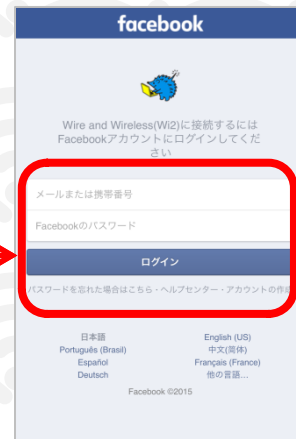 facebook
Wire and Wireless(Wi2)に接続するには
Facebookアカウントにログインしてくだ
さい
メールまたは携帯番号
Facebookのパスワード
ログイン
パスワードを忘れた場合はこちら・ヘルプセンター・アカウントの作成
日本語 English (US)
Português (Brasil) 中文(简体)
Español Français (France)
Deutsch 他の言語...
Facebook ©2015